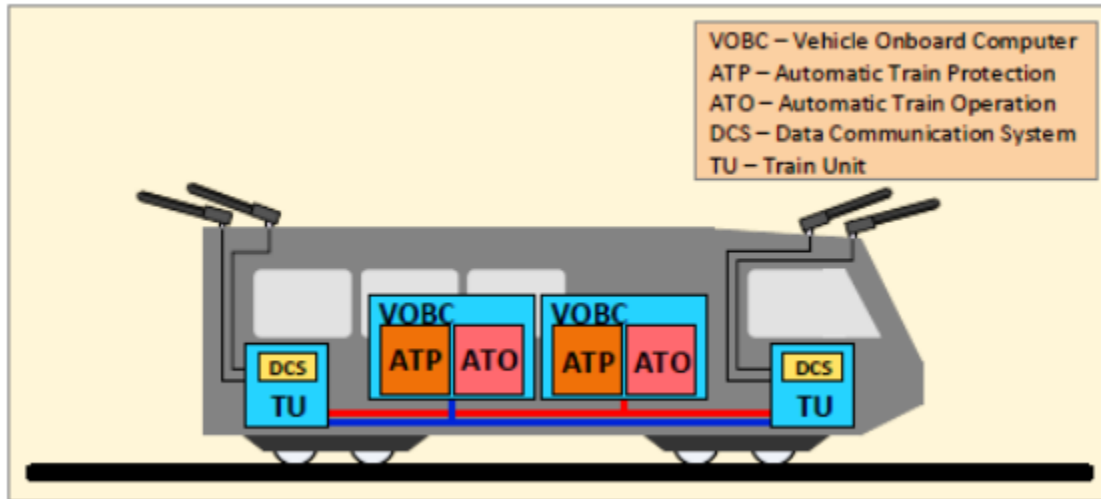 VOBC – Vehicle Onboard Computer
ATP – Automatic Train Protection
ATO – Automatic Train Operation
DCS – Data Communication System
TU – Train Unit
VOBC VOBC
ATP ATO ATP ATO
DCS DCS
TU TU